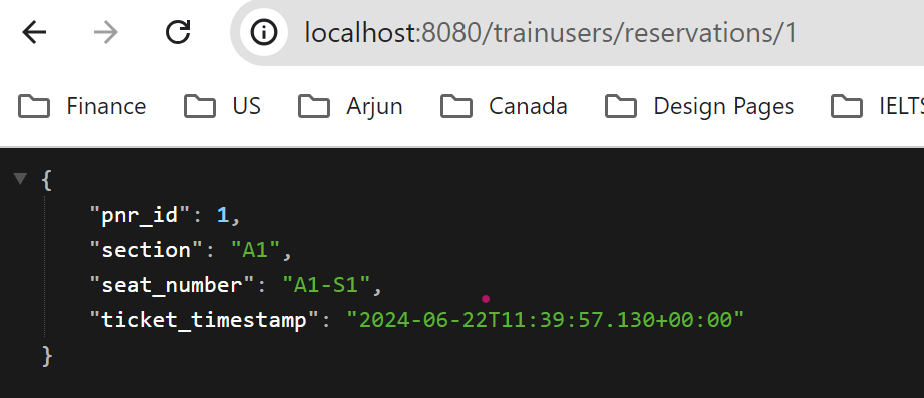 localhost:8080/trainusers/reservations/1
Finance US Arjun Canada Design Pages IELTS
{
"pnr_id": 1,
"section": "A1",
"seat_number": "A1-S1",
"ticket_timestamp": "2024-06-22T11:39:57.130+00:00"
}